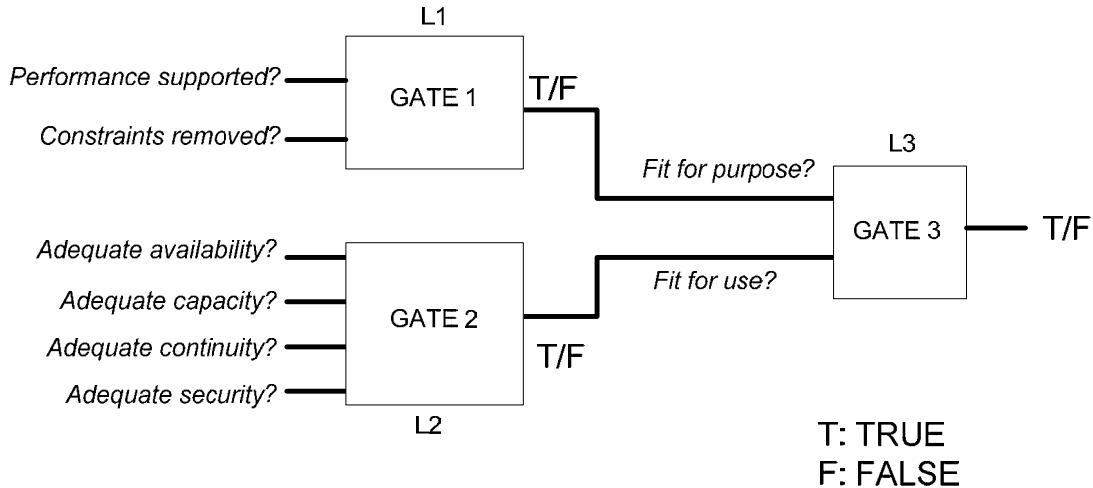 L1
Performance supported?
GATE 1
T/F
Constraints removed?
Fit for purpose?
L3
GATE 3
T/F
Adequate availability?
Adequate capacity?
GATE 2
Fit for use?
Adequate continuity?
T/F
Adequate security?
L2
T: TRUE
F: FALSE